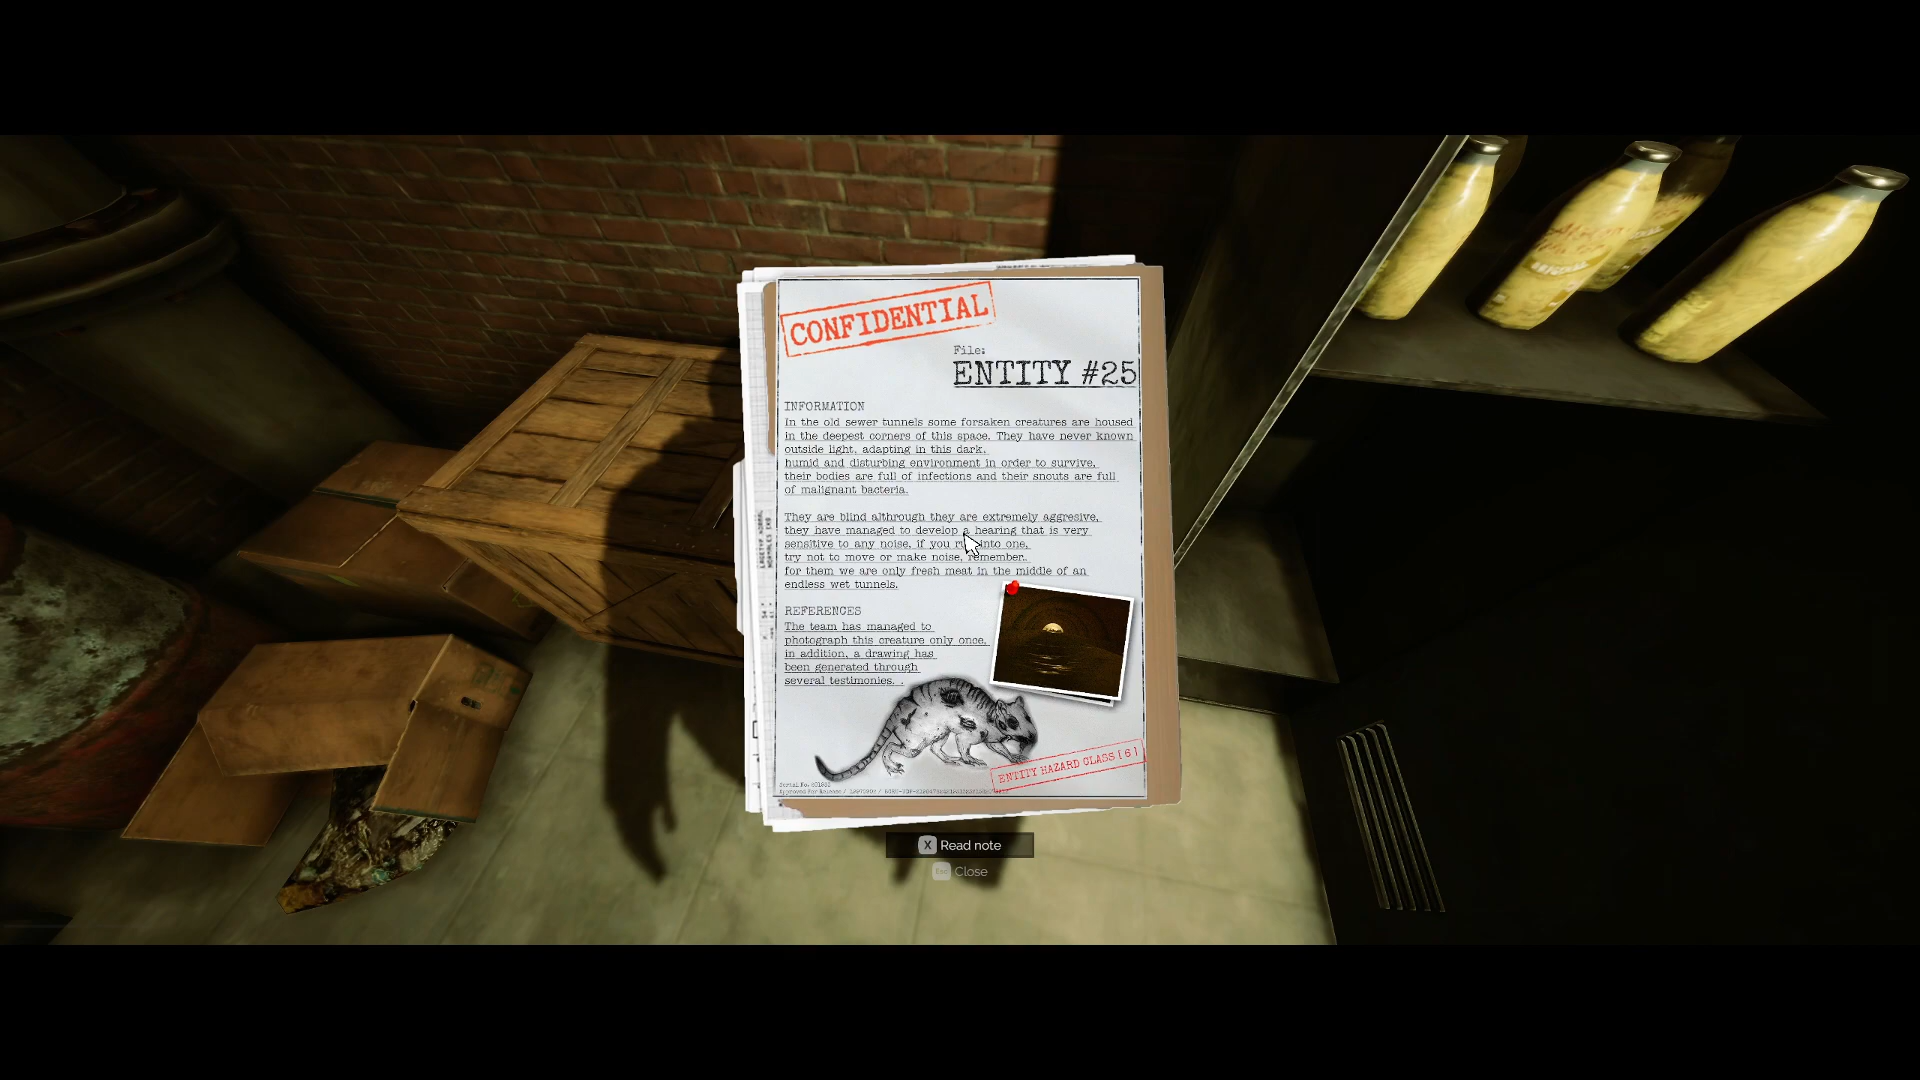 CONFIDENTIAL
File:
ENTITY #25
INFORMATION
In the old sewer tunnels some forsaken creatures are housed
in the deepest corners of this space. They have never known
outside light, adapting in this dark,
humid and disturbing environment in order to survive,
their bodies are full of infections and their snouts are full
of malignant bacteria.
They are blind althrough they are extremely aggresive,
they have managed to develop a hearing that is very
sensitive to any noise, if you into one,
try not to move or make noise, remember..
for them we are only fresh meat in the middle of an
endless wet tunnels.
REFERENCES
The team has managed to
photograph this creature only once,
in addition, a drawing has
been generated through
several testimonies. .
ENTITY HAZARD CLASS [6]
Approved For Release
X Read note
Esc Close